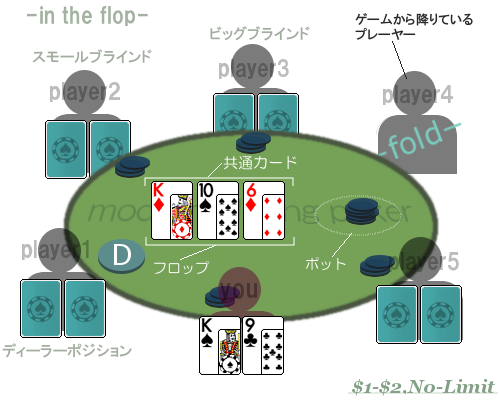 -in the flop-
ビッグブラインド
ゲームから降りている
プレーヤー
スモールブラインド
player3
player2
player4
-fold-
共通カード
K
10
6
player1
D
フロップ
ポット
player5
you
K
9
ディーラーポジション
$1-$2,No-Limit